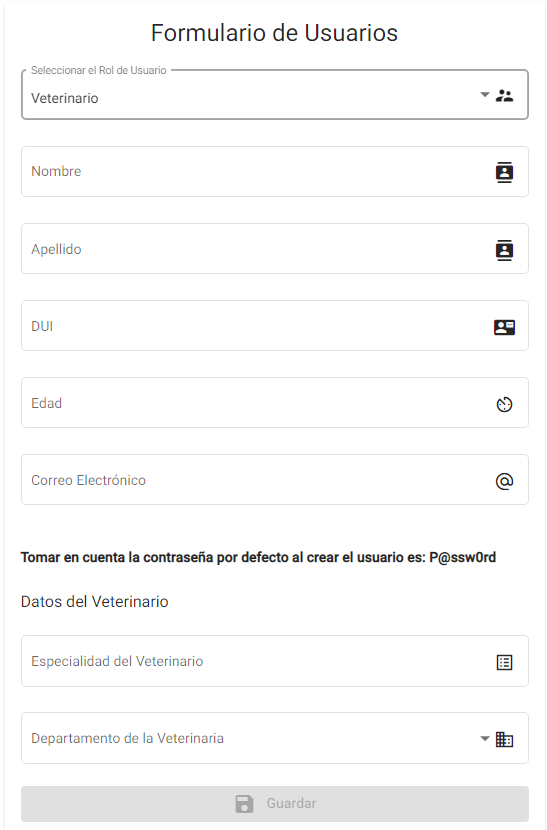 Formulario de Usuarios
Seleccionar el Rol de Usuario
Veterinario
Nombre
Apellido
DUI
Edad
Correo Electrónico
Tomar en cuenta la contraseña por defecto al crear el usuario es: P@ssw0rd
Datos del Veterinario
Especialidad del Veterinario
Departamento de la Veterinaria
Guardar